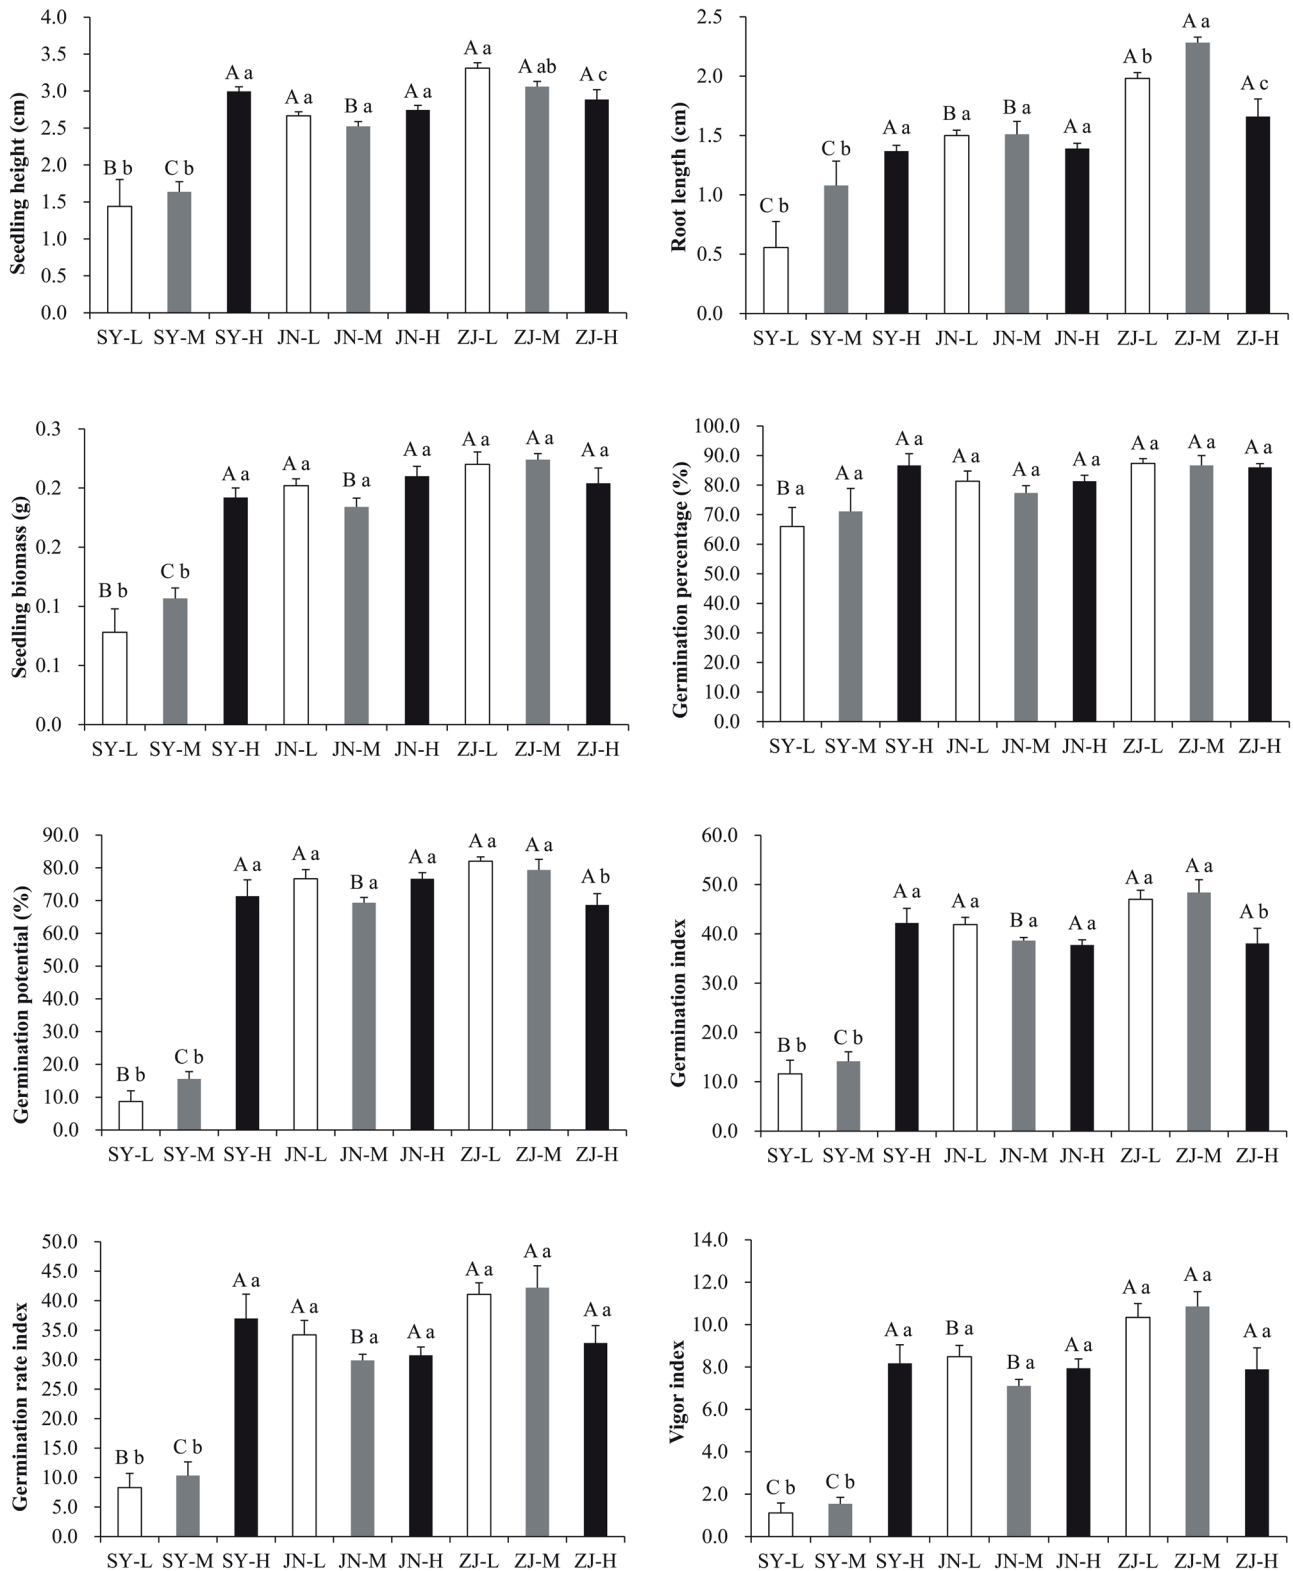 Seedling height (cm)
4.0
3.5
3.0
2.5
2.0
1.5
1.0
0.5
0.0
B b
C b
A a
A a
B a
A a
A a
A ab
A c
SY-L SY-M SY-H JN-L JN-M JN-H ZJ-L ZJ-M ZJ-H
Root length (cm)
2.5
2.0
1.5
1.0
0.5
0.0
C b
C b
A a
B a
B a
A a
A b
A a
A c
SY-L SY-M SY-H JN-L JN-M JN-H ZJ-L ZJ-M ZJ-H
Seedling biomass (g)
0.3
0.2
0.2
0.1
0.1
0.0
B b
C b
A a
A a
B a
A a
A a
A a
A a
SY-L SY-M SY-H JN-L JN-M JN-H ZJ-L ZJ-M ZJ-H
Germination percentage (%)
100.0
90.0
80.0
70.0
60.0
50.0
40.0
30.0
20.0
10.0
0.0
B a
A a
A a
A a
A a
A a
A a
A a
A a
SY-L SY-M SY-H JN-L JN-M JN-H ZJ-L ZJ-M ZJ-H
Germination potential (%)
90.0
80.0
70.0
60.0
50.0
40.0
30.0
20.0
10.0
0.0
B b
C b
A a
A a
B a
A a
A a
A a
A b
SY-L SY-M SY-H JN-L JN-M JN-H ZJ-L ZJ-M ZJ-H
Germination index
60.0
50.0
40.0
30.0
20.0
10.0
0.0
B b
C b
A a
A a
B a
A a
A a
A a
A b
SY-L SY-M SY-H JN-L JN-M JN-H ZJ-L ZJ-M ZJ-H
Germination rate index
50.0
45.0
40.0
35.0
30.0
25.0
20.0
15.0
10.0
5.0
0.0
B b
C b
A a
A a
B a
A a
A a
A a
A a
SY-L SY-M SY-H JN-L JN-M JN-H ZJ-L ZJ-M ZJ-H
Vigor index
14.0
12.0
10.0
8.0
6.0
4.0
2.0
0.0
C b
C b
A a
B a
B a
A a
A a
A a
A a
SY-L SY-M SY-H JN-L JN-M JN-H ZJ-L ZJ-M ZJ-H